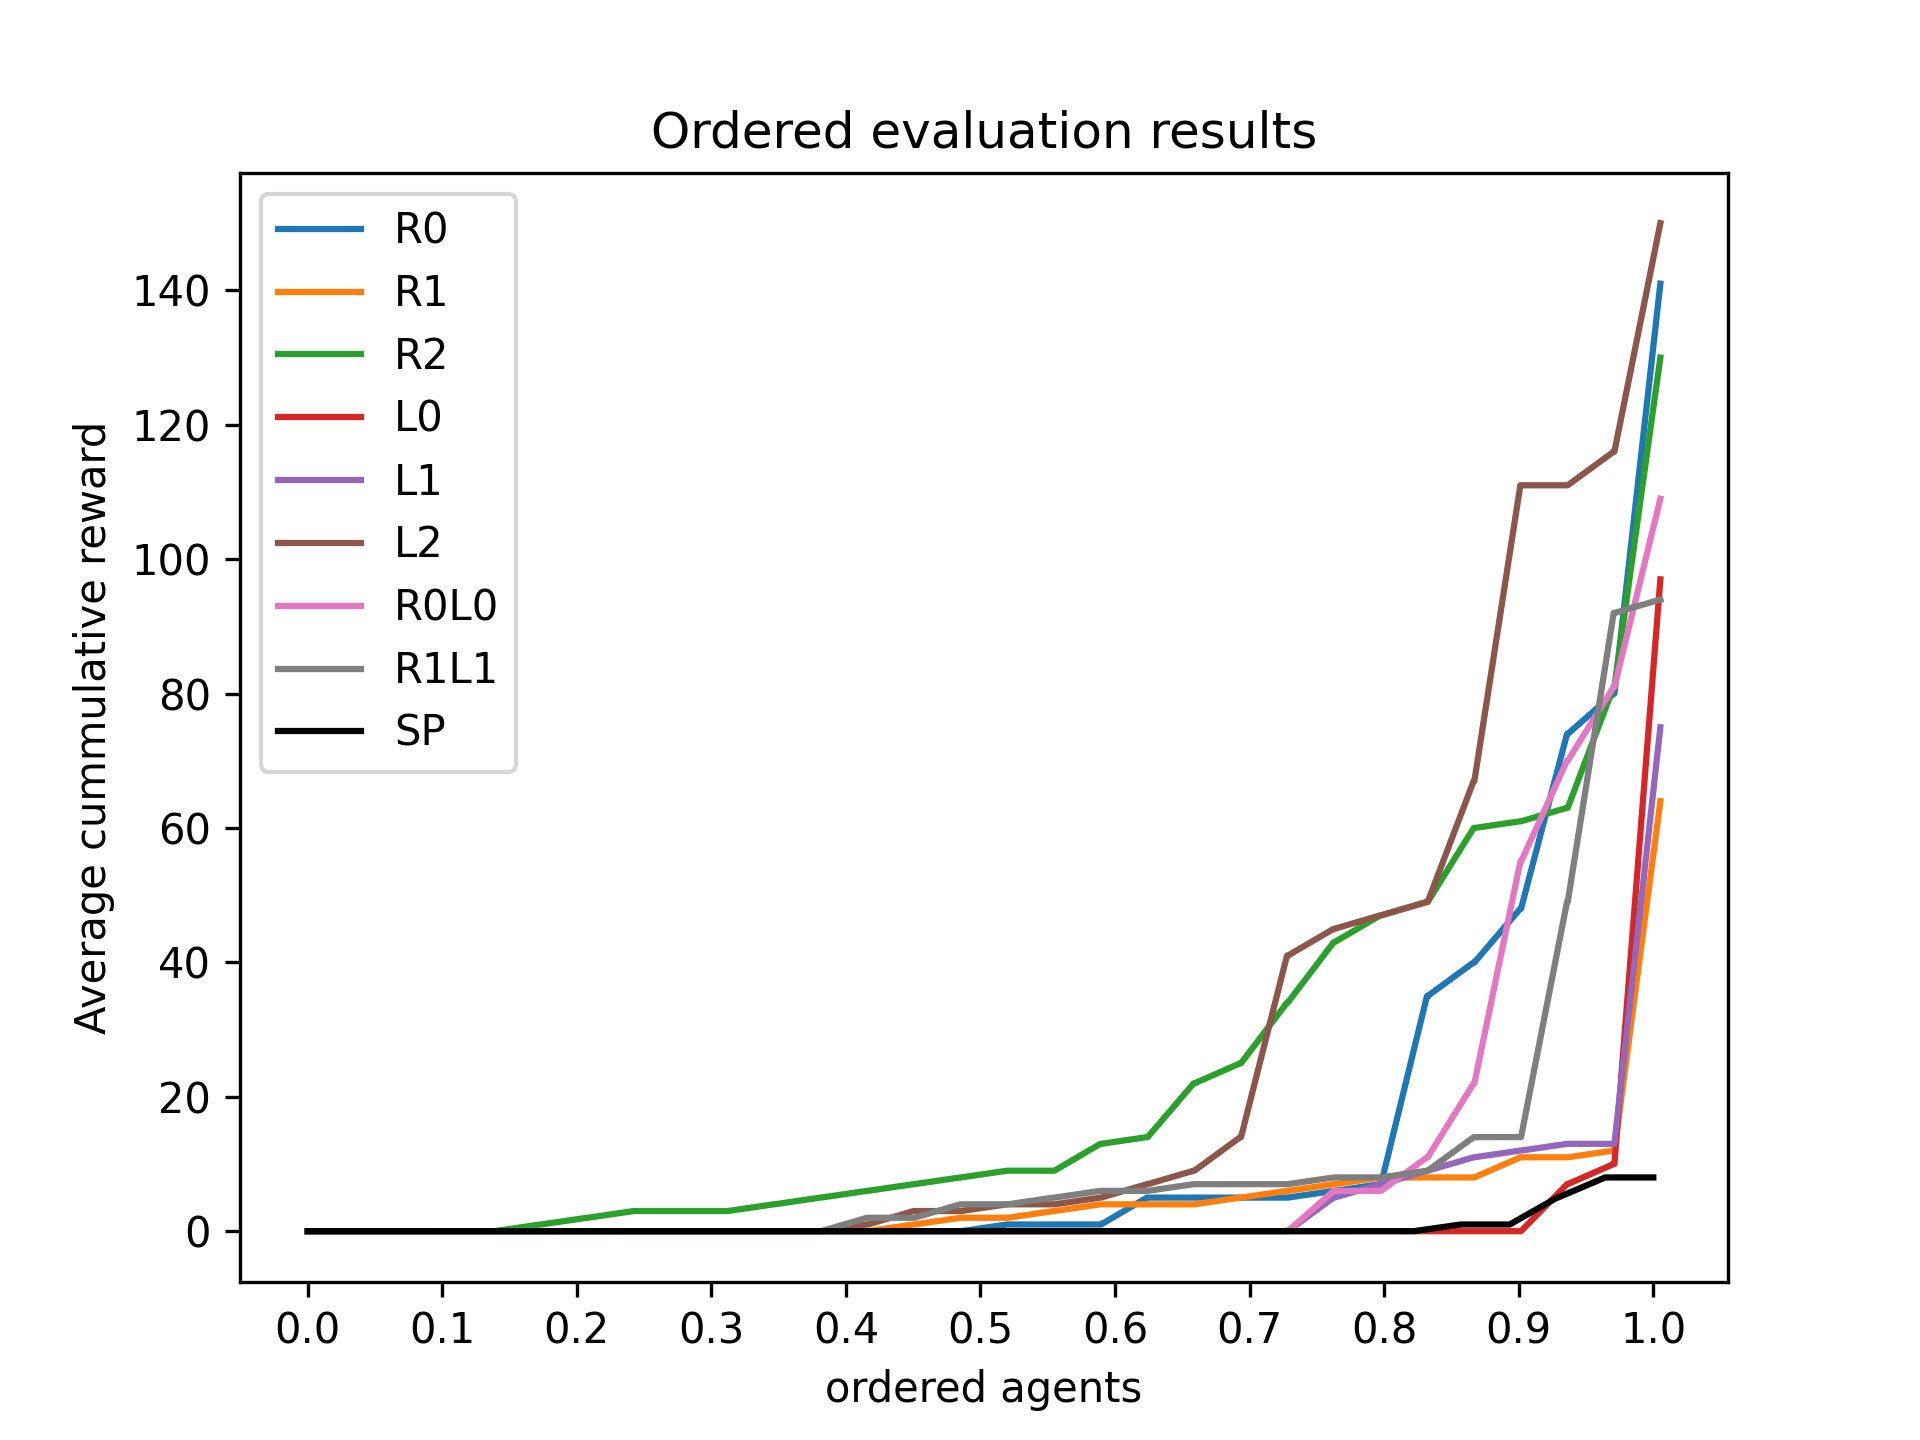 Ordered evaluation results
R0
R1
R2
L0
L1
L2
R0L0
R1L1
SP
Average cummulative reward
140
120
100
80
60
40
20
0
0.0 0.1 0.2 0.3 0.4 0.5 0.6 0.7 0.8 0.9 1.0
ordered agents